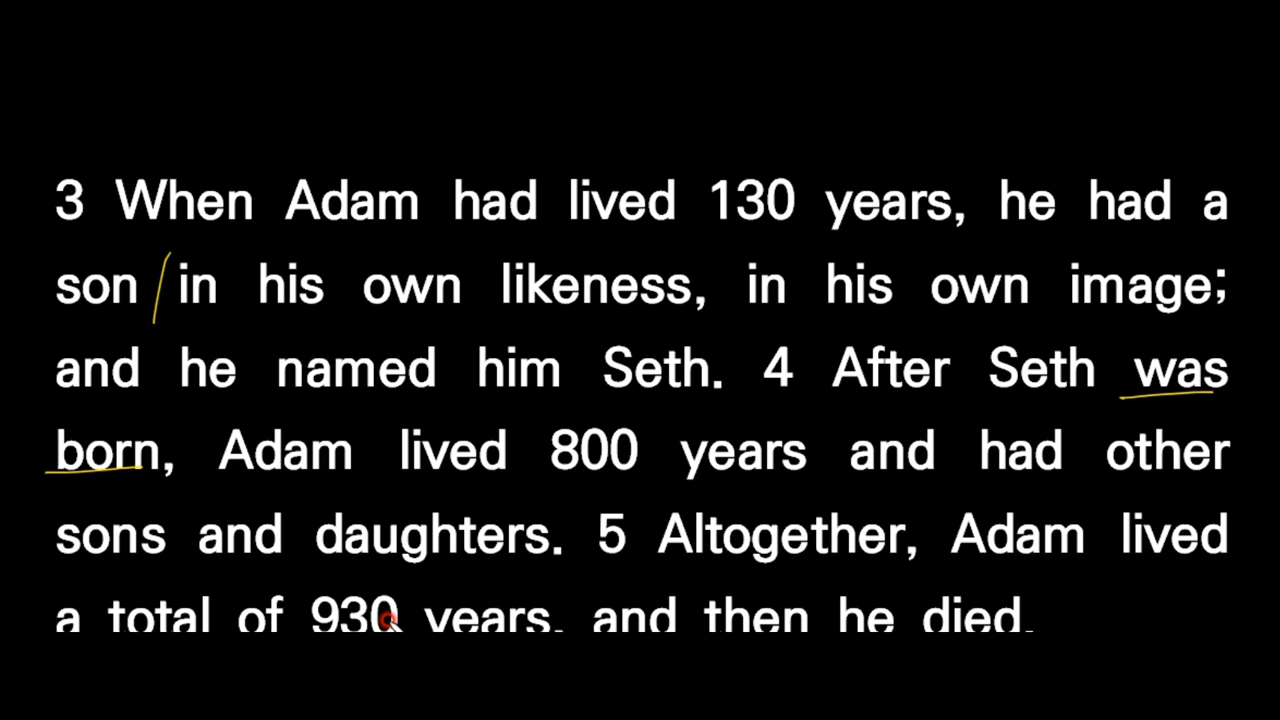 3 When Adam had lived 130 years, he had a
son in his own likeness, in his own image;
and he named him Seth. 4 After Seth was
born, Adam lived 800 years and had other
sons and daughters. 5 Altogether, Adam lived
a total of 930 years, and then he died.